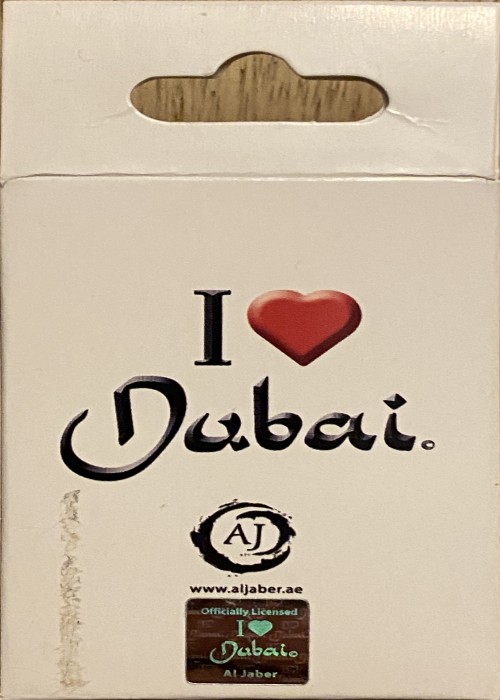 I ❤
Dubai.
AJ
www.aljaber.ae
Officially Licensed
I ❤
Dubai.
Al Jaber